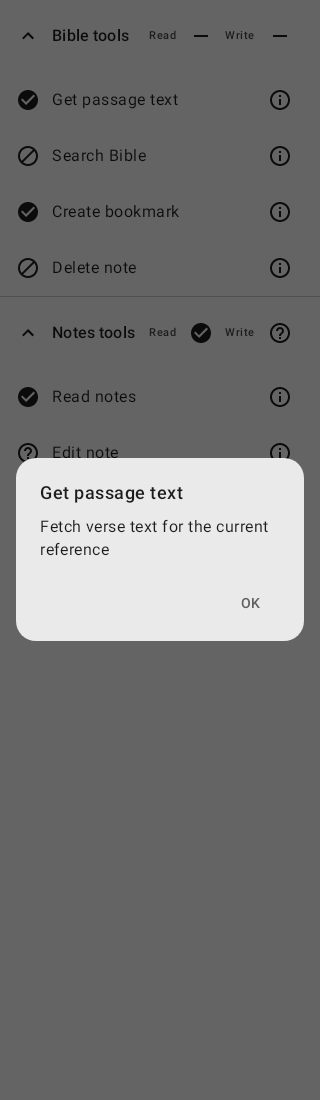 Bible tools Read Write
Get passage text
Search Bible
Create bookmark
Delete note
Notes tools Read Write
Read notes
Edit note
Get passage text
Fetch verse text for the current
reference
OK